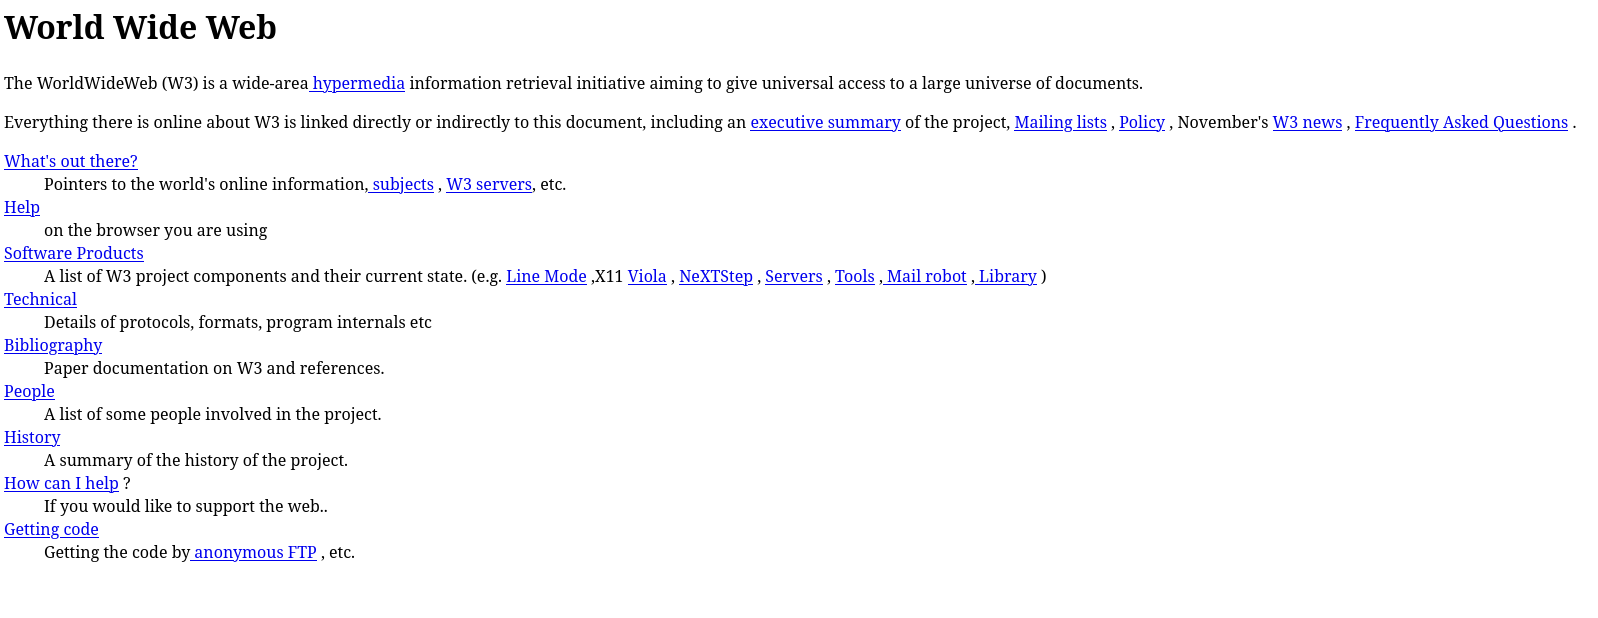 World Wide Web
The WorldWideWeb (W3) is a wide-area hypermedia information retrieval initiative aiming to give universal access to a large universe of documents.
Everything there is online about W3 is linked directly or indirectly to this document, including an executive summary of the project, Mailing lists , Policy , November's W3 news , Frequently Asked Questions .
What's out there?
Pointers to the world's online information, subjects , W3 servers, etc.
Help
on the browser you are using
Software Products
A list of W3 project components and their current state. (e.g. Line Mode ,X11 Viola , NeXTStep , Servers , Tools , Mail robot , Library )
Technical
Details of protocols, formats, program internals etc
Bibliography
Paper documentation on W3 and references.
People
A list of some people involved in the project.
History
A summary of the history of the project.
How can I help ?
If you would like to support the web..
Getting code
Getting the code by anonymous FTP , etc.